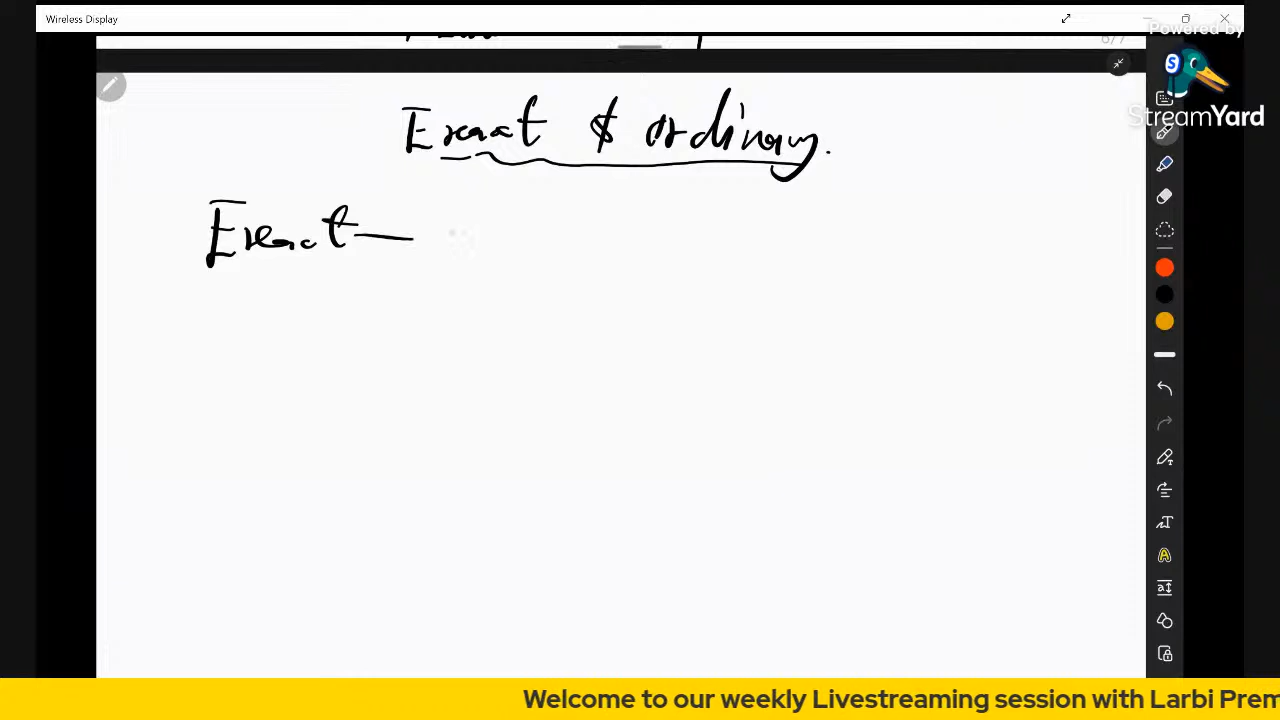 Wireless Display
Powered by
StreamYard
Exact & ordinary.
Exact—
Welcome to our weekly Livestreaming session with Larbi Prem